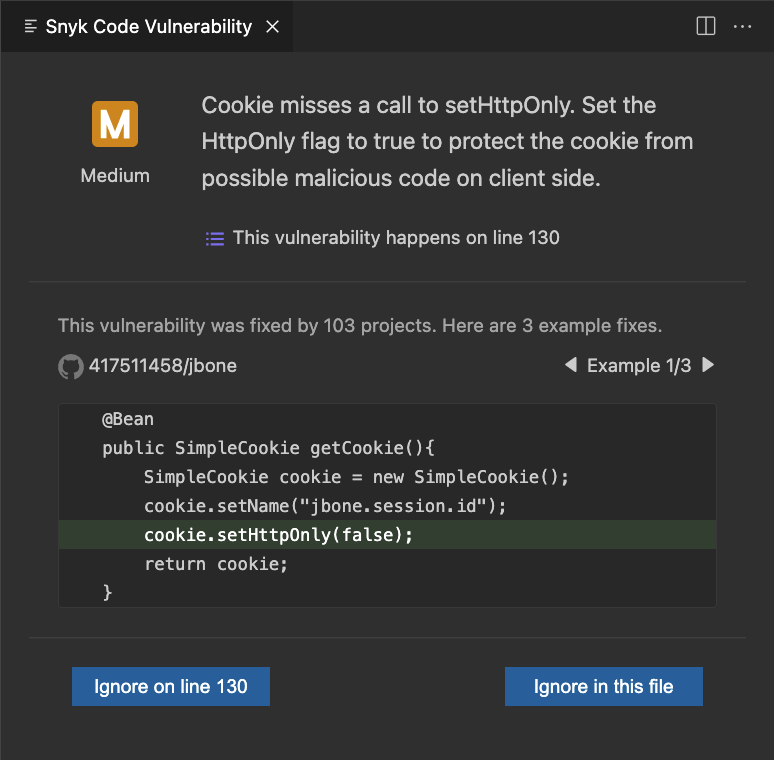 Snyk Code Vulnerability
M
Medium
Cookie misses a call to setHttpOnly. Set the
HttpOnly flag to true to protect the cookie from
possible malicious code on client side.
This vulnerability happens on line 130
This vulnerability was fixed by 103 projects. Here are 3 example fixes.
417511458/jbone
Example 1/3
@Bean
public SimpleCookie getCookie(){
    SimpleCookie cookie = new SimpleCookie();
    cookie.setName("jbone.session.id");
    cookie.setHttpOnly(false);
    return cookie;
}
Ignore on line 130
Ignore in this file